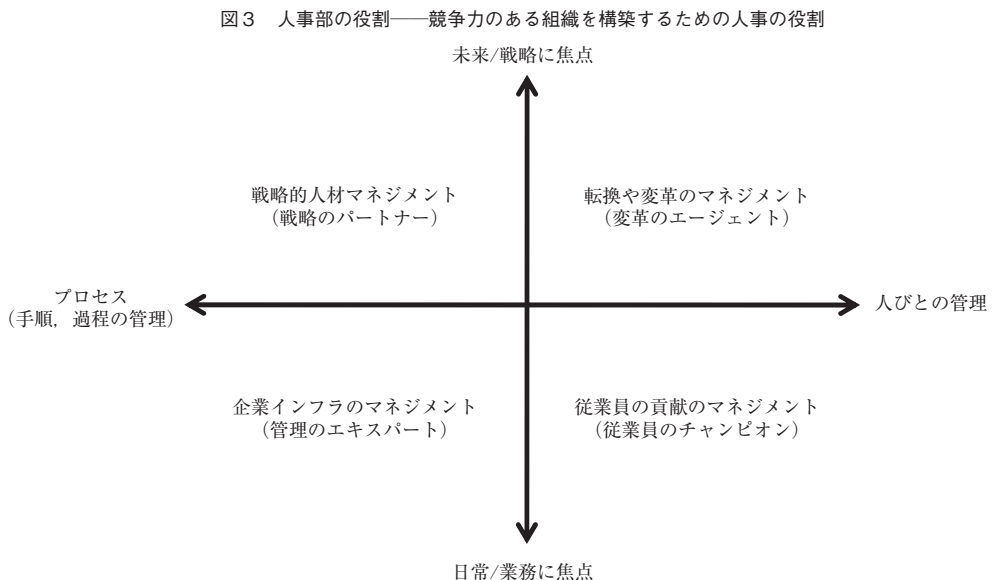 図３　人事部の役割――競争力のある組織を構築するための人事の役割
未来/戦略に焦点
戦略的人材マネジメント
（戦略のパートナー）
転換や変革のマネジメント
（変革のエージェント）
プロセス
（手順，過程の管理）
人びとの管理
企業インフラのマネジメント
（管理のエキスパート）
従業員の貢献のマネジメント
（従業員のチャンピオン）
日常/業務に焦点